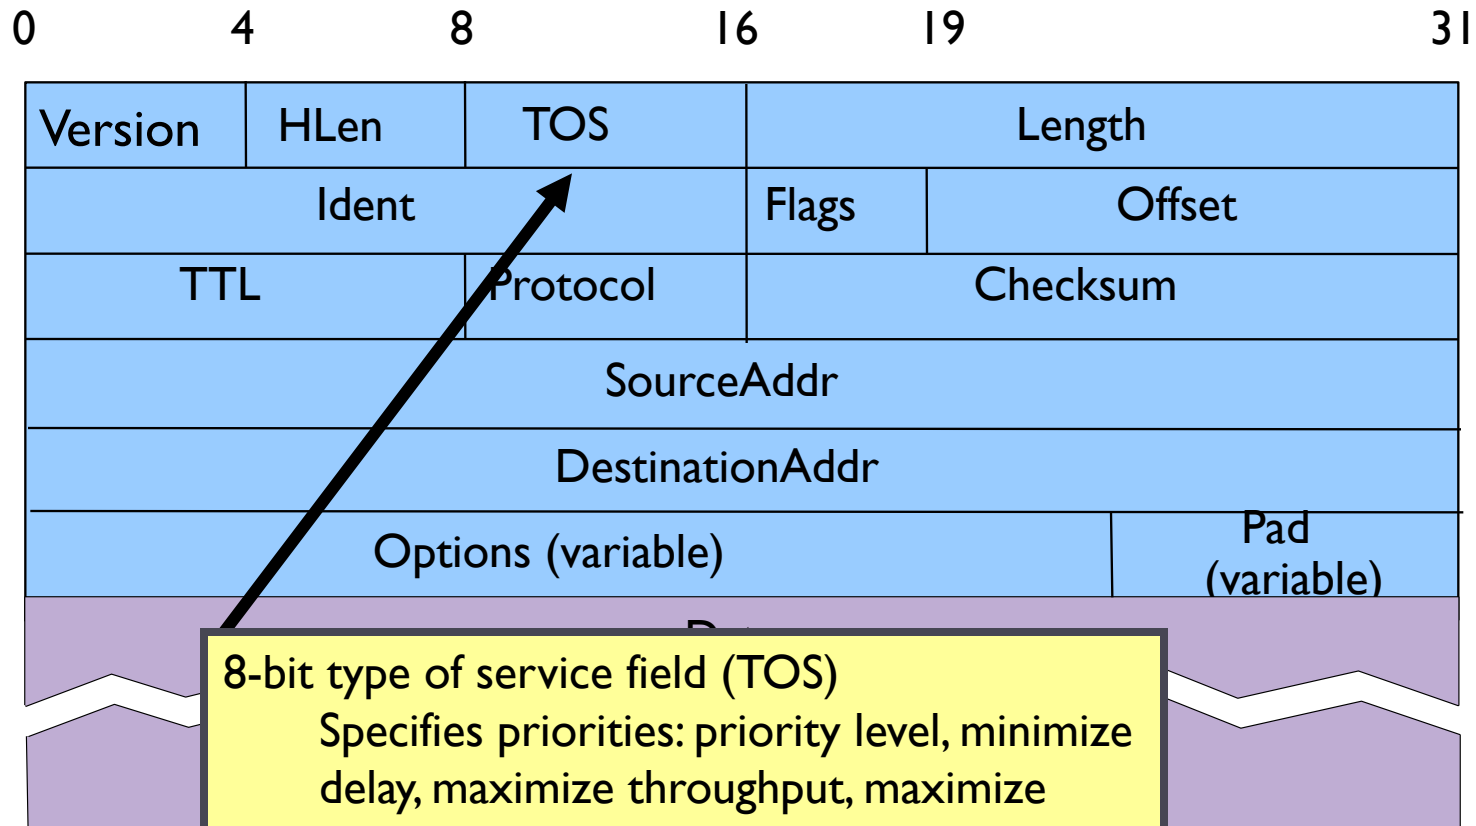 0 4 8 16 19 31
Version HLen TOS Length
Ident Flags Offset
TTL Protocol Checksum
SourceAddr
DestinationAddr
Options (variable) Pad
(variable)
8-bit type of service field (TOS)
Specifies priorities: priority level, minimize
delay, maximize throughput, maximize